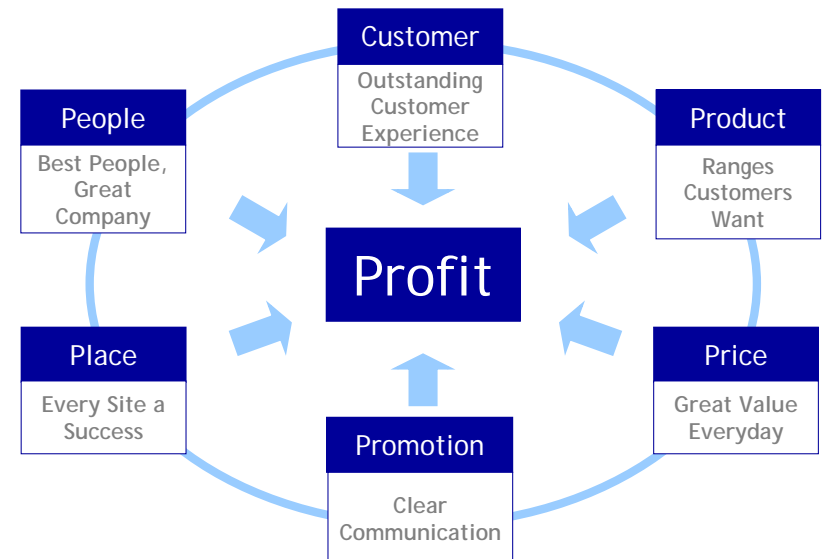 Customer
Outstanding
Customer
Experience
People
Best People,
Great
Company
Product
Ranges
Customers
Want
Profit
Place
Every Site a
Success
Price
Great Value
Everyday
Promotion
Clear
Communication